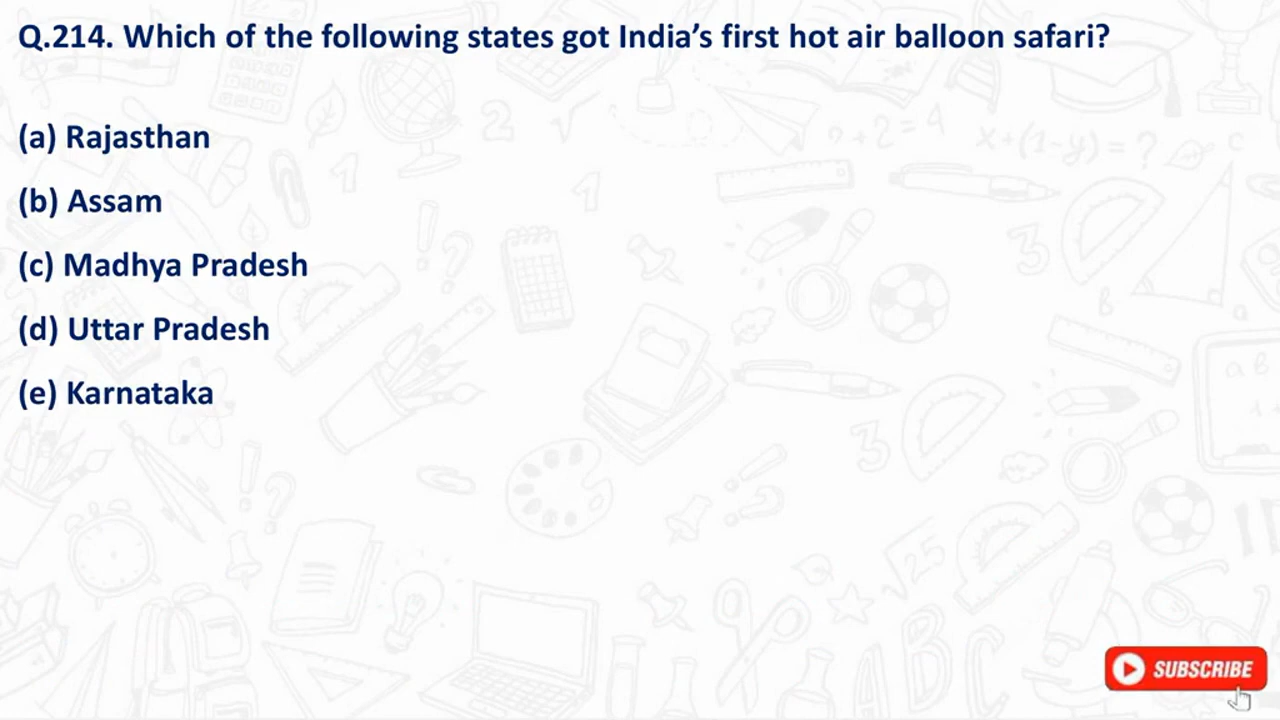 Q.214. Which of the following states got India’s first hot air balloon safari?
(a) Rajasthan
(b) Assam
(c) Madhya Pradesh
(d) Uttar Pradesh
(e) Karnataka
SUBSCRIBE